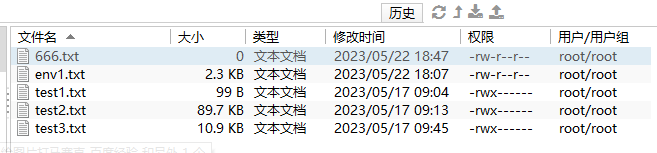 历史
文件名 大小 类型 修改时间 权限 用户/用户组
666.txt 0 文本文档 2023/05/22 18:47 -rw-r--r-- root/root
env1.txt 2.3 KB 文本文档 2023/05/22 18:07 -rw-r--r-- root/root
test1.txt 99 B 文本文档 2023/05/17 09:04 -rwx------ root/root
test2.txt 89.7 KB 文本文档 2023/05/17 09:13 -rwx------ root/root
test3.txt 10.9 KB 文本文档 2023/05/17 09:45 -rwx------ root/root